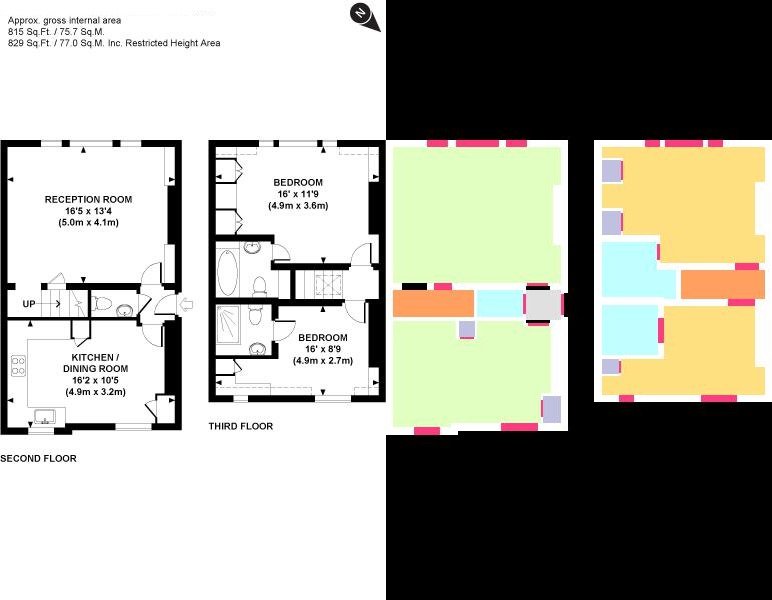 N
Approx. gross internal area
815 Sq.Ft. / 75.7 Sq.M.
829 Sq.Ft. / 77.0 Sq.M. Inc. Restricted Height Area
RECEPTION ROOM
16'5 x 13'4
(5.0m x 4.1m)
BEDROOM
16' x 11'9
(4.9m x 3.6m)
UP
KITCHEN /
DINING ROOM
16'2 x 10'5
(4.9m x 3.2m)
BEDROOM
16' x 8'9
(4.9m x 2.7m)
THIRD FLOOR
SECOND FLOOR